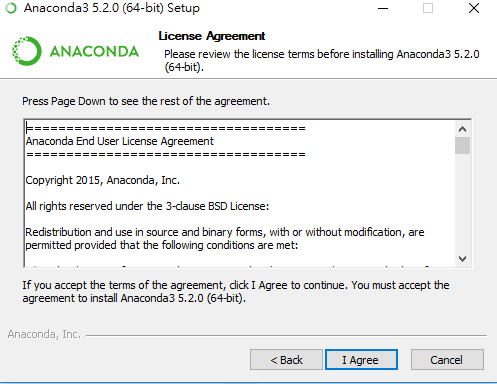 Anaconda3 5.2.0 (64-bit) Setup
ANACONDA
License Agreement
Please review the license terms before installing Anaconda3 5.2.0
(64-bit).
Press Page Down to see the rest of the agreement.
====================================
Anaconda End User License Agreement
====================================
Copyright 2015, Anaconda, Inc.
All rights reserved under the 3-clause BSD License:
Redistribution and use in source and binary forms, with or without modification, are
permitted provided that the following conditions are met:
If you accept the terms of the agreement, click I Agree to continue. You must accept the
agreement to install Anaconda3 5.2.0 (64-bit).
Anaconda, Inc.
< Back
I Agree
Cancel